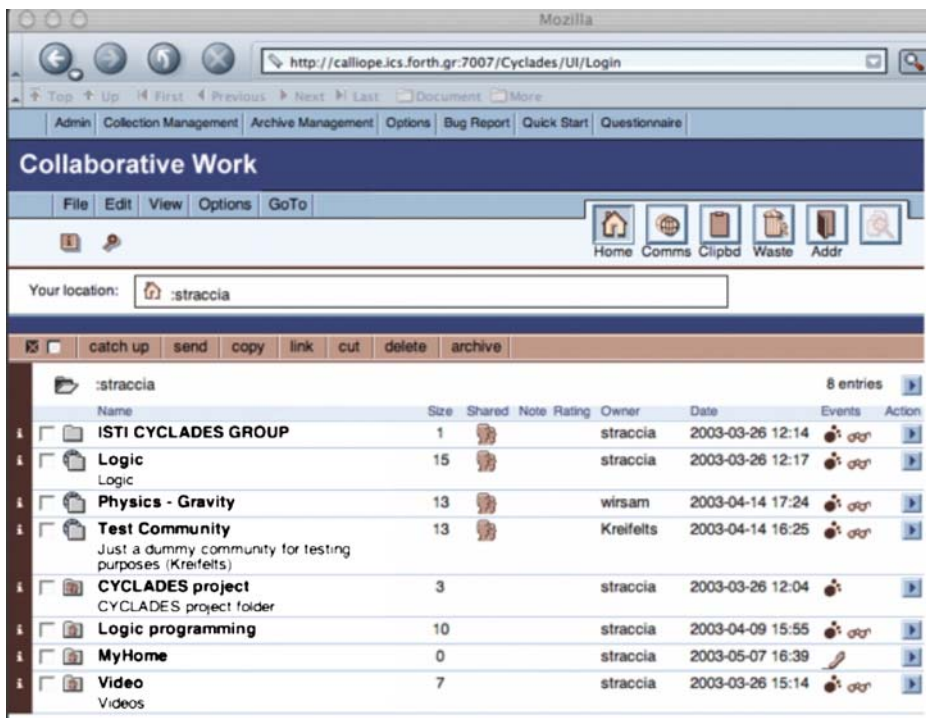 Mozilla
http://calliope.ics.forth.gr:7007/Cyclades/UI/Login
Top Up First Previous Next Last Document More
Admin Collection Management Archive Management Options Bug Report Quick Start Questionnaire
Collaborative Work
File Edit View Options GoTo
Home Comms Clipbd Waste Addr
Your location: :straccia
catch up send copy link cut delete archive
:straccia 8 entries
Name Size Shared Note Rating Owner Date Events Action
ISTI CYCLADES GROUP 1 straccia 2003-03-26 12:14
Logic 15 straccia 2003-03-26 12:17
Logic
Physics - Gravity 13 wirsam 2003-04-14 17:24
Test Community 13 Kreifelts 2003-04-14 16:25
Just a dummy community for testing
purposes (Kreifelts)
CYCLADES project 3 straccia 2003-03-26 12:04
CYCLADES project folder
Logic programming 10 straccia 2003-04-09 15:55
MyHome 0 straccia 2003-05-07 16:39
Video 7 straccia 2003-03-26 15:14
Videos